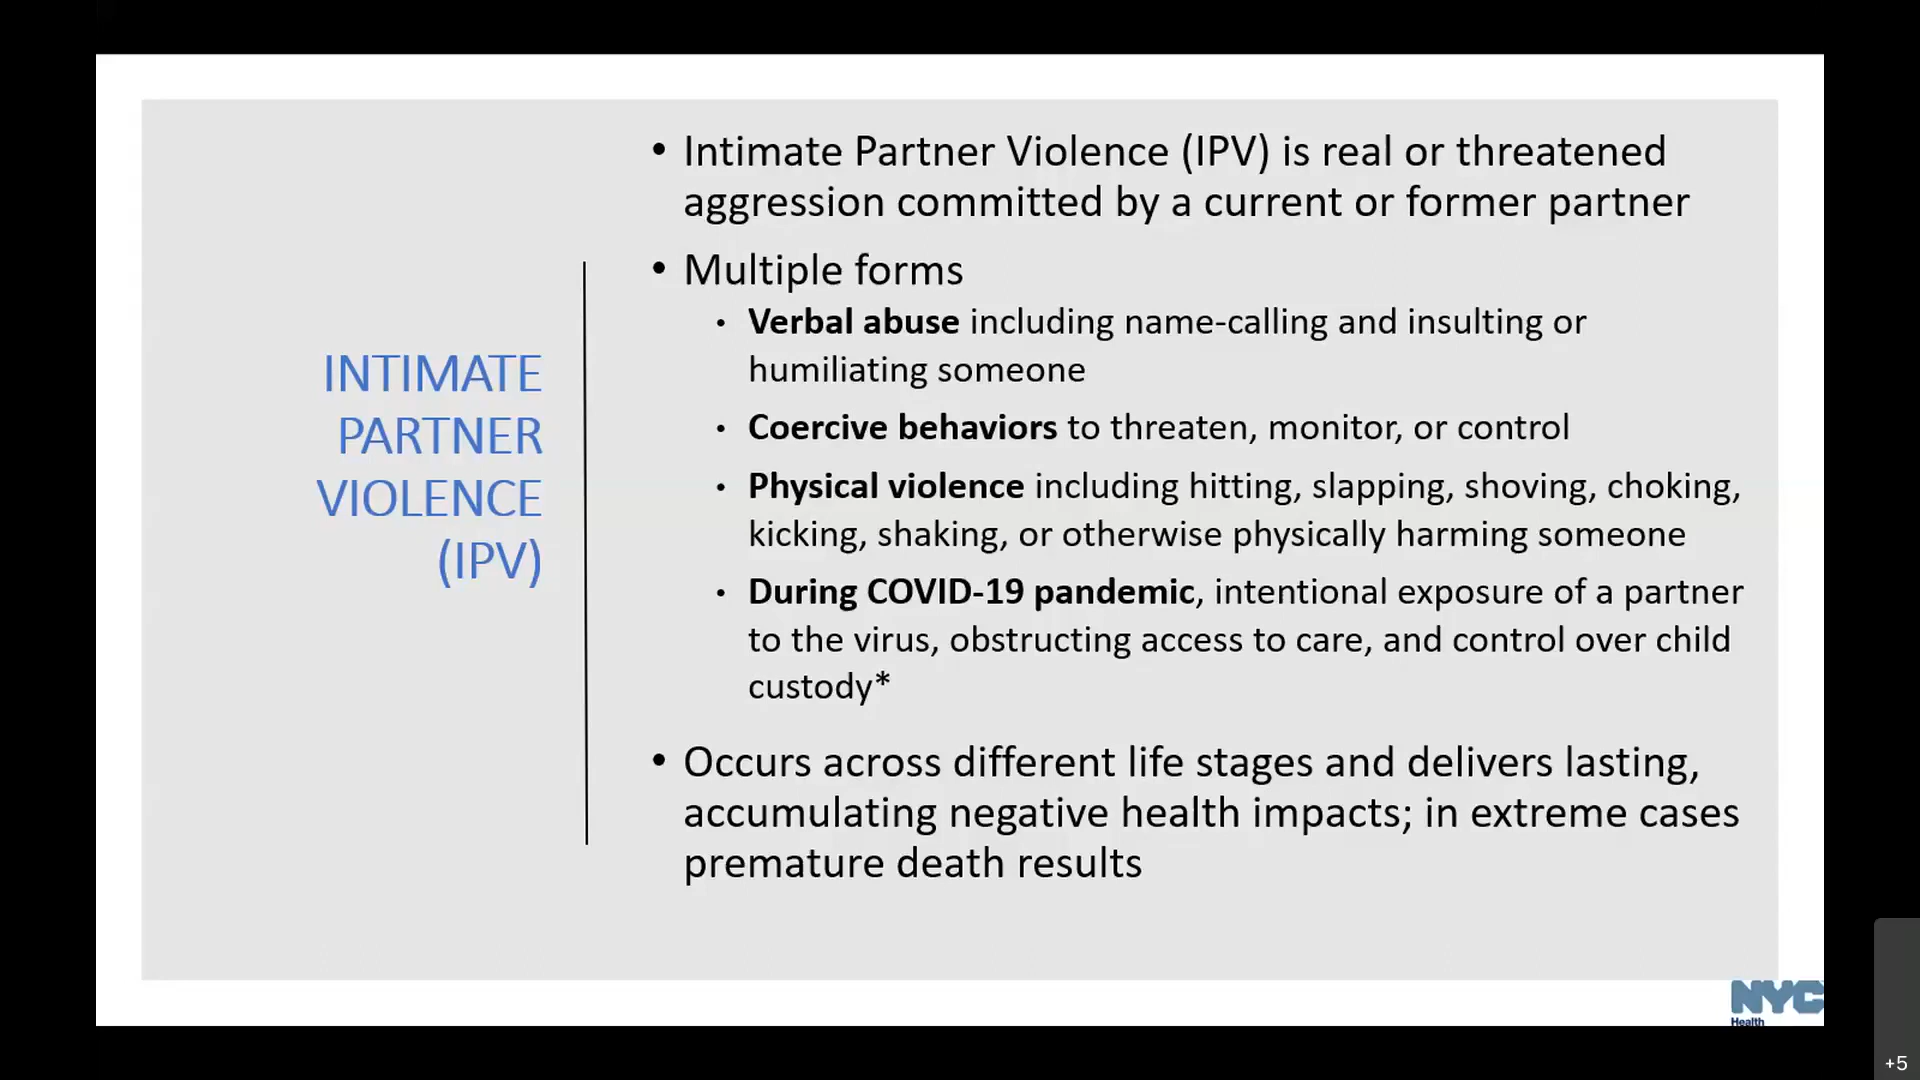 INTIMATE
PARTNER
VIOLENCE
(IPV)
• Intimate Partner Violence (IPV) is real or threatened
aggression committed by a current or former partner
• Multiple forms
• Verbal abuse including name-calling and insulting or
humiliating someone
• Coercive behaviors to threaten, monitor, or control
• Physical violence including hitting, slapping, shoving, choking,
kicking, shaking, or otherwise physically harming someone
• During COVID-19 pandemic, intentional exposure of a partner
to the virus, obstructing access to care, and control over child
custody*
• Occurs across different life stages and delivers lasting,
accumulating negative health impacts; in extreme cases
premature death results
NYC
Health
+5